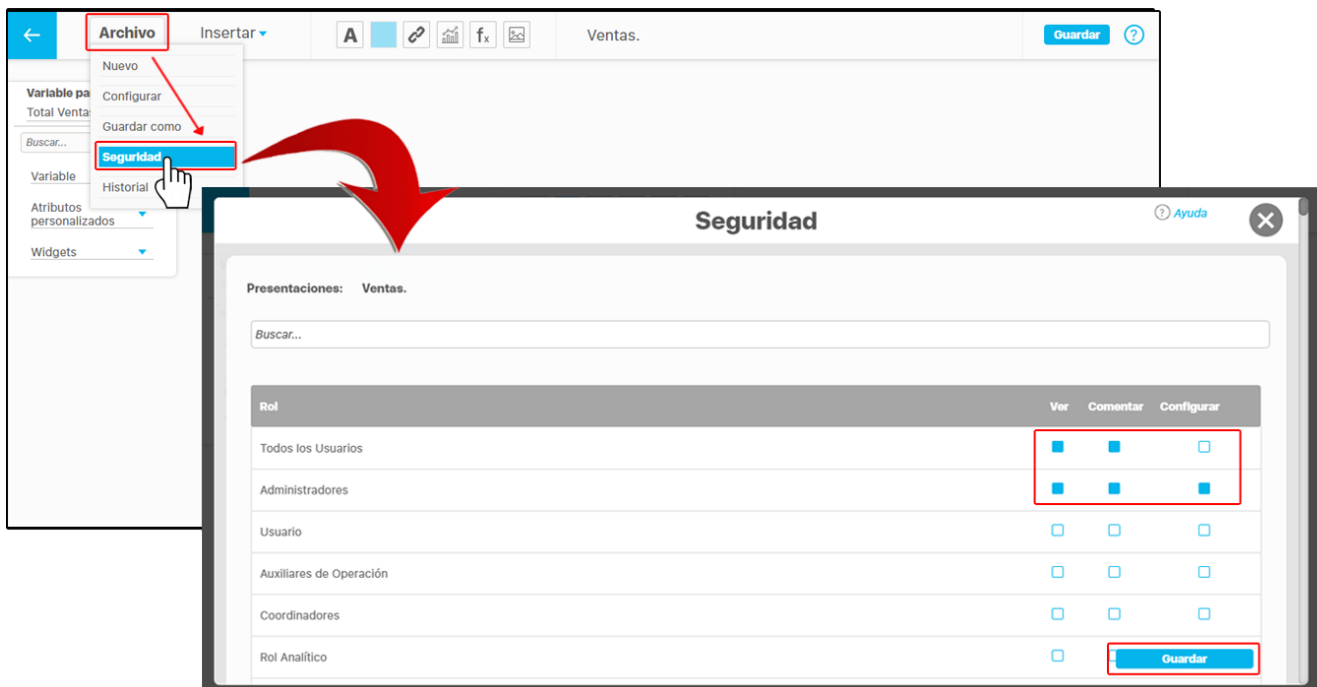 Archivo
Insertar
A
fx
Ventas.
Guardar
?
Nuevo
Configurar
Guardar como
Seguridad
Historial
Variable pa
Total Venta
Buscar...
Variable
Atributos
personalizados
Widgets
Seguridad
? Ayuda
Presentaciones: Ventas.
Buscar...
Rol Ver Comentar Configurar
Todos los Usuarios
Administradores
Usuario
Auxiliares de Operación
Coordinadores
Rol Analítico
Guardar